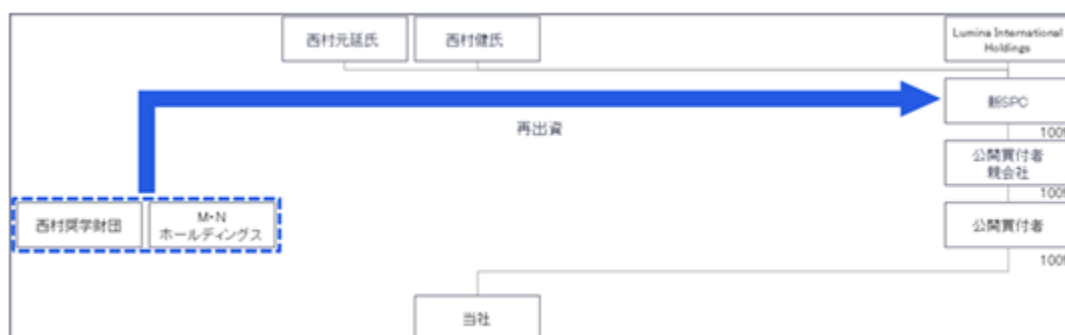 西村元延氏
西村健氏
Lumina International
Holdings
新SPC
再出資
100%
公開買付者
親会社
100%
西村奨学財団
M・N
ホールディングス
公開買付者
100%
当社